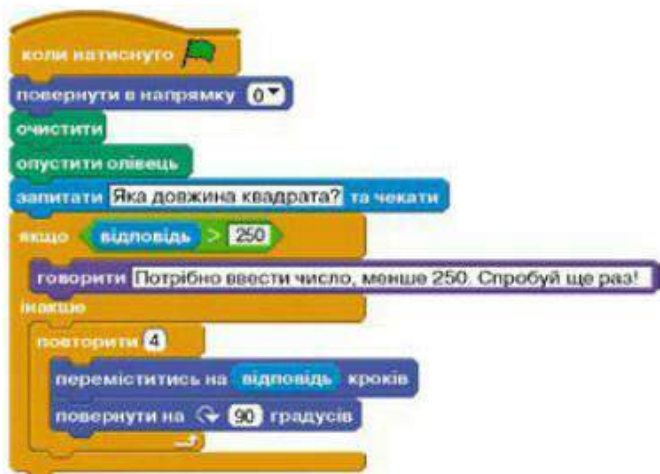 коли натиснуто
повернути в напрямку 0
очистити
опустити олівець
запитати Яка довжина квадрата? та чекати
якщо відповідь > 250
говорити Потрібно ввести число, менше 250. Спробуй ще раз!
інакше
повторити 4
переміститись на відповідь кроків
повернути на 90 градусів